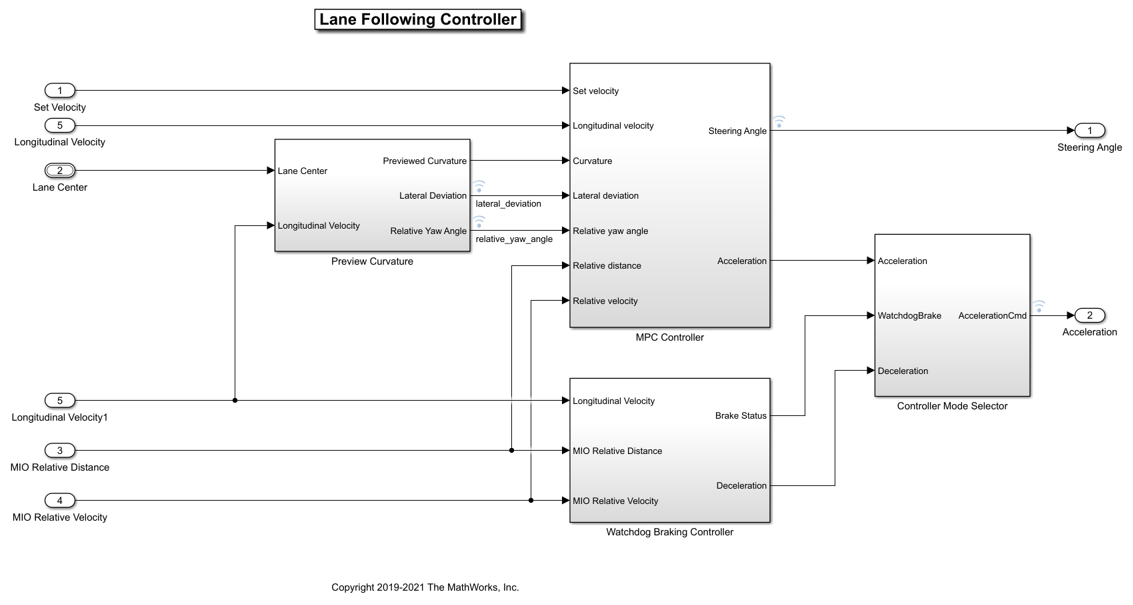 Lane Following Controller
1
Set Velocity
5
Longitudinal Velocity
2
Lane Center
Lane Center
Longitudinal Velocity
Previewed Curvature
Lateral Deviation
Relative Yaw Angle
Preview Curvature
lateral_deviation
relative_yaw_angle
Set velocity
Longitudinal velocity
Curvature
Lateral deviation
Relative yaw angle
Relative distance
Relative velocity
Steering Angle
Acceleration
MPC Controller
1
Steering Angle
Acceleration
WatchdogBrake
Deceleration
AccelerationCmd
Controller Mode Selector
2
Acceleration
5
Longitudinal Velocity1
3
MIO Relative Distance
4
MIO Relative Velocity
Longitudinal Velocity
MIO Relative Distance
MIO Relative Velocity
Brake Status
Deceleration
Watchdog Braking Controller
Copyright 2019-2021 The MathWorks, Inc.